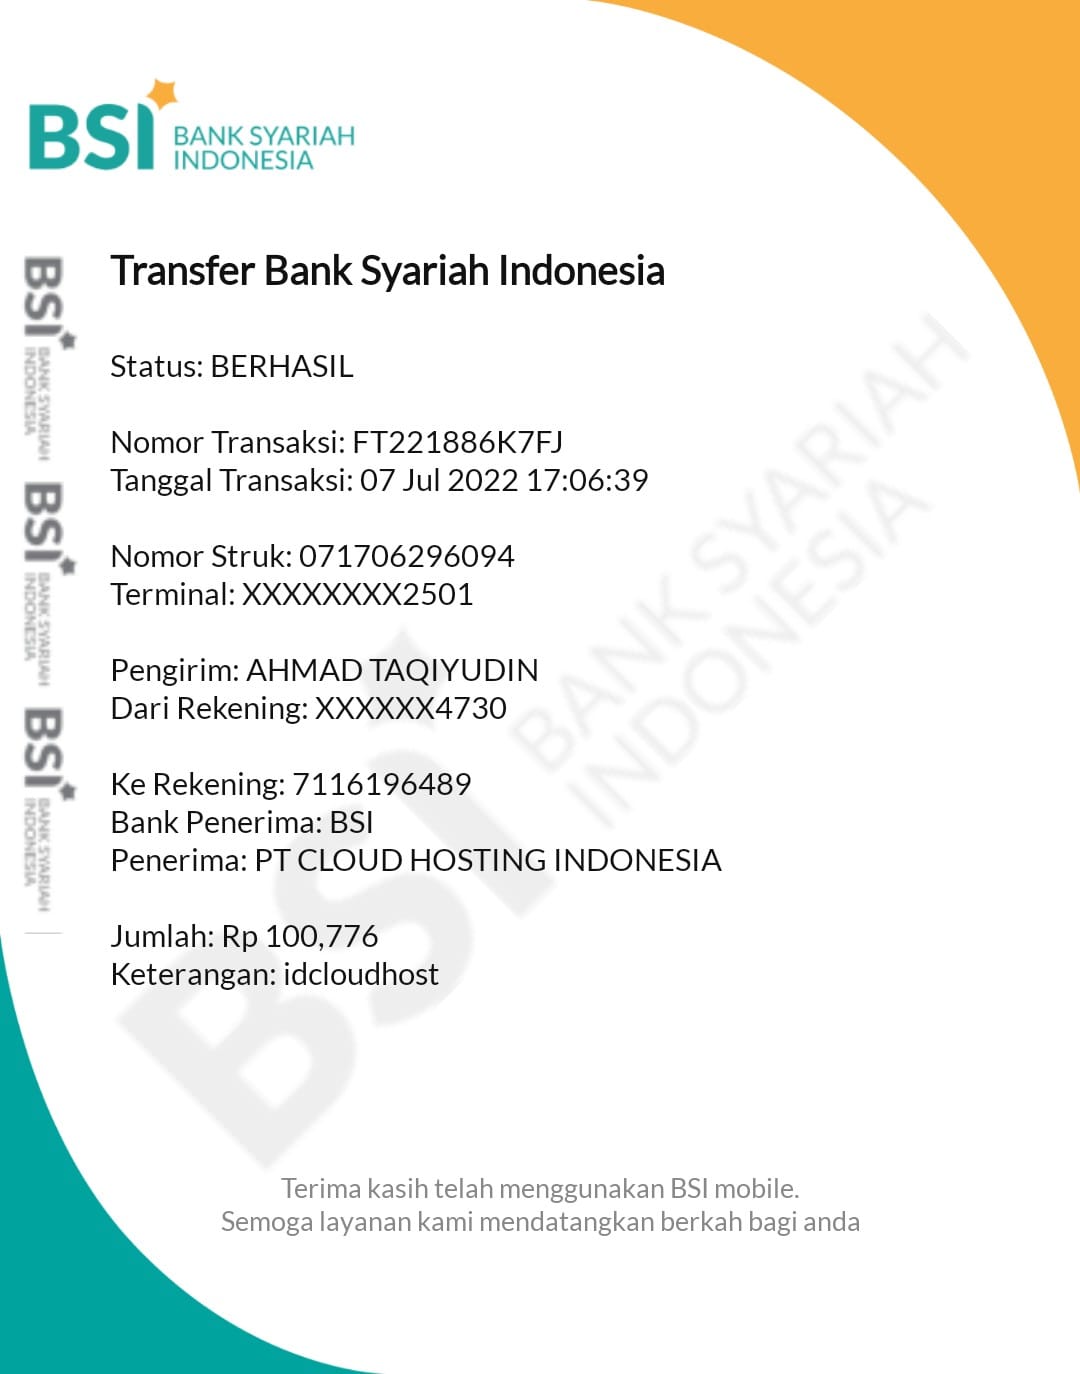 BSI BANK SYARIAH
INDONESIA
Transfer Bank Syariah Indonesia
Status: BERHASIL
Nomor Transaksi: FT221886K7FJ
Tanggal Transaksi: 07 Jul 2022 17:06:39
Nomor Struk: 071706296094
Terminal: XXXXXXXX2501
Pengirim: AHMAD TAQIYUDIN
Dari Rekening: XXXXXX4730
Ke Rekening: 7116196489
Bank Penerima: BSI
Penerima: PT CLOUD HOSTING INDONESIA
Jumlah: Rp 100,776
Keterangan: idcloudhost
Terima kasih telah menggunakan BSI mobile.
Semoga layanan kami mendatangkan berkah bagi anda
BSI BANK SYARIAH
INDONESIA
BSI BANK SYARIAH
INDONESIA
BSI BANK SYARIAH
INDONESIA
BSI BANK SYARIAH
INDONESIA